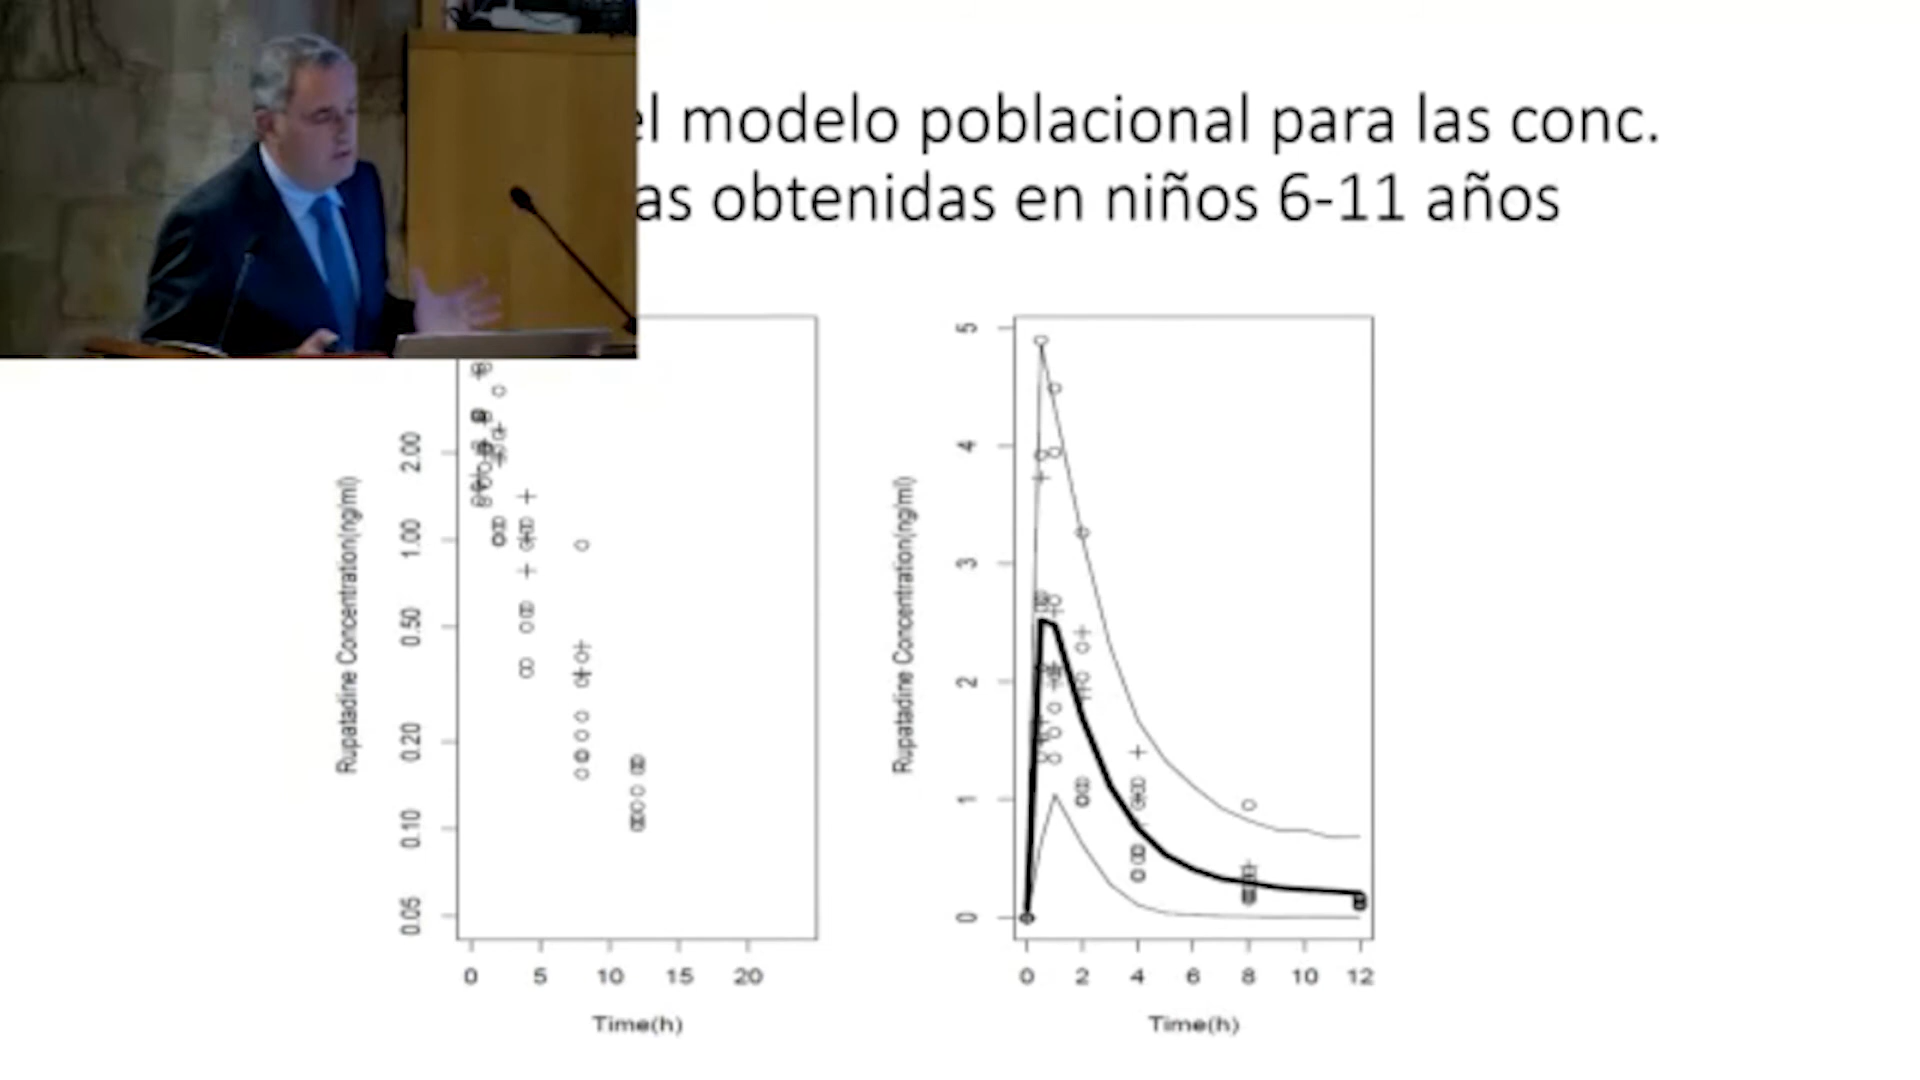 el modelo poblacional para las conc.
as obtenidas en niños 6-11 años
Rupatadine Concentration(ng/ml)
2.00
1.00
0.50
0.20
0.10
0.05
0 5 10 15 20
Time(h)
Rupatadine Concentration(ng/ml)
5
4
3
2
1
0
0 2 4 6 8 10 12
Time(h)